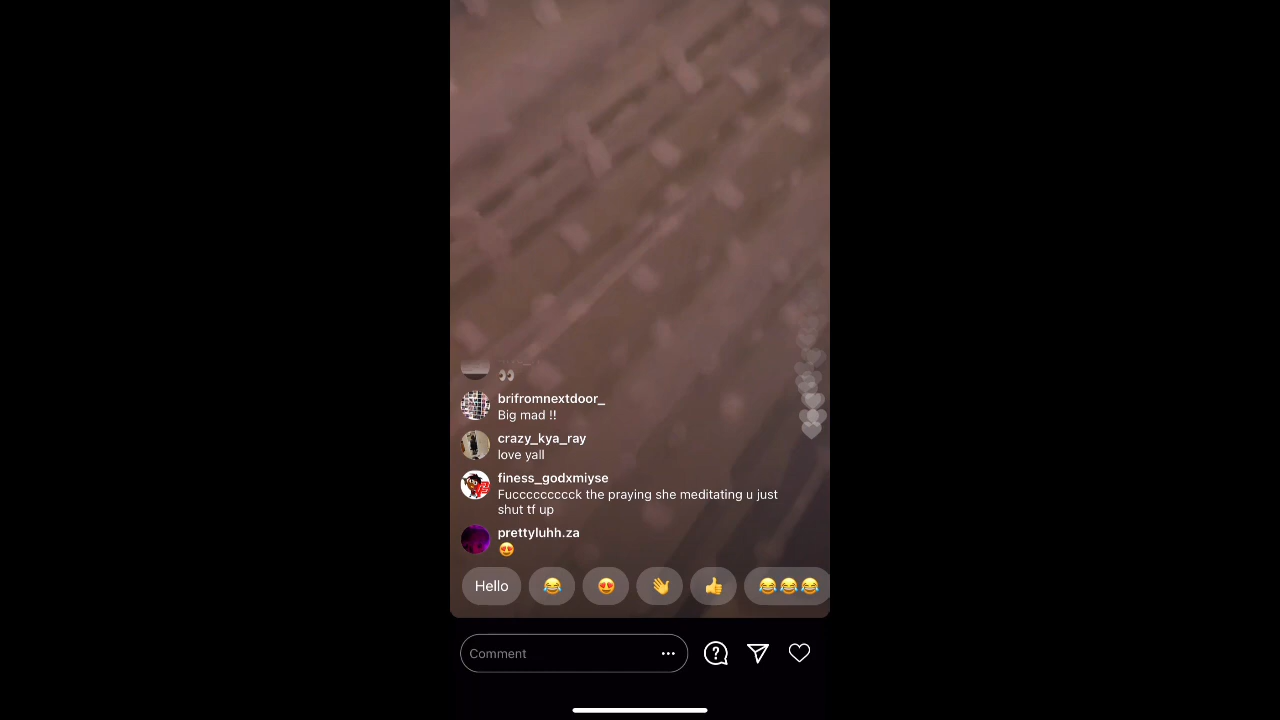 👀
brifromnextdoor_
Big mad !!
crazy_kya_ray
love yall
finess_godxmiyse
Fuccccccccck the praying she meditating u just
shut tf up
prettyluhh.za
😍
Hello 😂 😍 👋 👍 😂😂😂
Comment